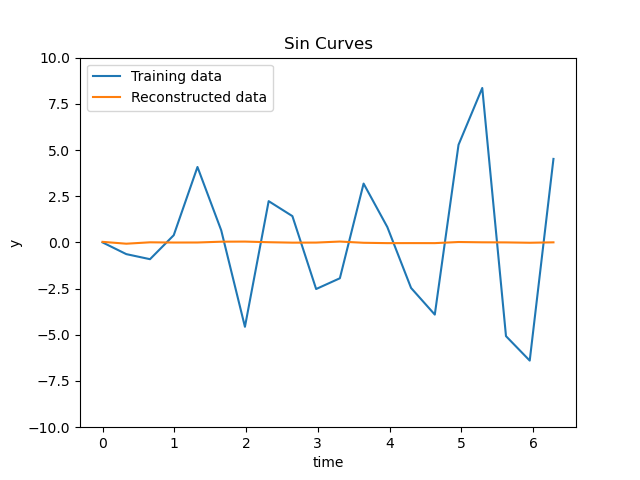 Sin Curves
Training data
Reconstructed data
10.0
7.5
5.0
2.5
0.0
−2.5
−5.0
−7.5
−10.0
y
0 1 2 3 4 5 6
time